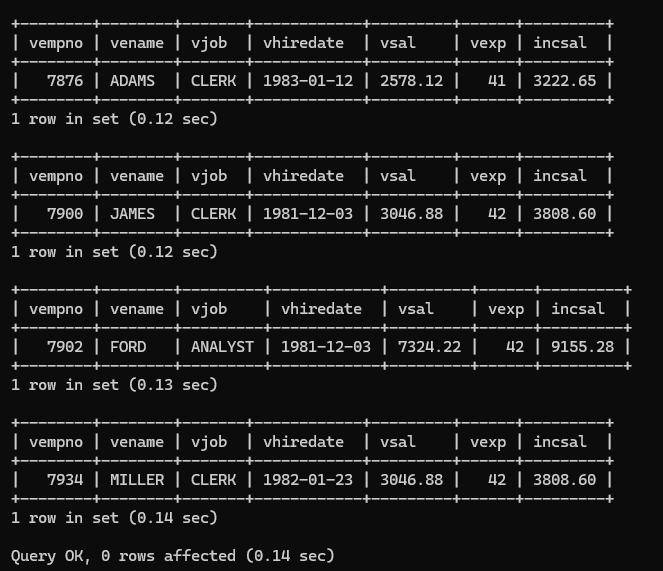 +--------+--------+-------+------------+---------+------+---------+
| vempno | vename | vjob  | vhiredate  | vsal    | vexp | incsal  |
+--------+--------+-------+------------+---------+------+---------+
|   7876 | ADAMS  | CLERK | 1983-01-12 | 2578.12 |   41 | 3222.65 |
+--------+--------+-------+------------+---------+------+---------+
1 row in set (0.12 sec)

+--------+--------+-------+------------+---------+------+---------+
| vempno | vename | vjob  | vhiredate  | vsal    | vexp | incsal  |
+--------+--------+-------+------------+---------+------+---------+
|   7900 | JAMES  | CLERK | 1981-12-03 | 3046.88 |   42 | 3808.60 |
+--------+--------+-------+------------+---------+------+---------+
1 row in set (0.12 sec)

+--------+--------+---------+------------+---------+------+---------+
| vempno | vename | vjob    | vhiredate  | vsal    | vexp | incsal  |
+--------+--------+---------+------------+---------+------+---------+
|   7902 | FORD   | ANALYST | 1981-12-03 | 7324.22 |   42 | 9155.28 |
+--------+--------+---------+------------+---------+------+---------+
1 row in set (0.13 sec)

+--------+--------+-------+------------+---------+------+---------+
| vempno | vename | vjob  | vhiredate  | vsal    | vexp | incsal  |
+--------+--------+-------+------------+---------+------+---------+
|   7934 | MILLER | CLERK | 1982-01-23 | 3046.88 |   42 | 3808.60 |
+--------+--------+-------+------------+---------+------+---------+
1 row in set (0.14 sec)

Query OK, 0 rows affected (0.14 sec)